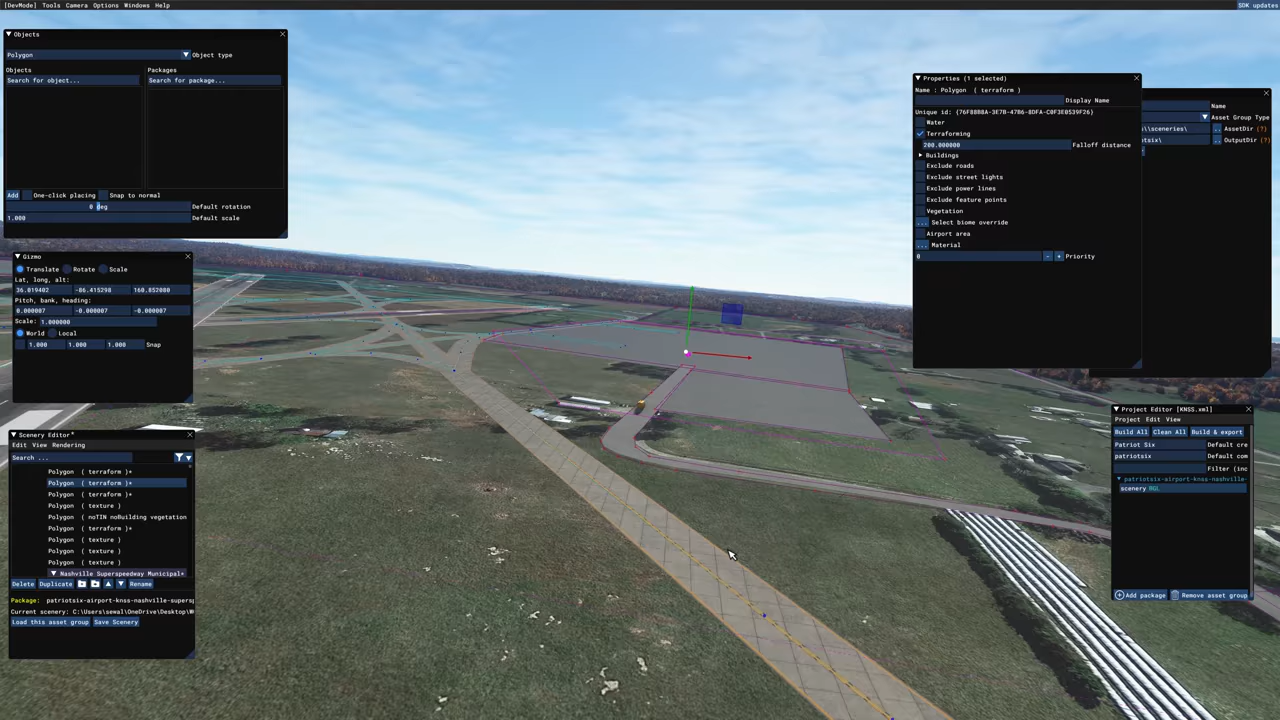 [DevMode] Tools Camera Options Windows Help
SDK updates
Objects
Polygon
Object type
Objects
Packages
Search for object...
Search for package...
Add
One-click placing
Snap to normal
0 deg
Default rotation
1.000
Default scale
Gizmo
Translate Rotate Scale
Lat, long, alt:
36.019402 -86.415298 160.852080
Pitch, bank, heading:
0.000007 -0.000007 -0.000007
Scale: 1.000000
World Local
1.000 1.000 1.000 Snap
Scenery Editor*
Edit View Rendering
Search ...
Polygon ( terraform )*
Polygon ( terraform )*
Polygon ( terraform )*
Polygon ( texture )
Polygon ( noTIN noBuilding vegetation
Polygon ( terraform )*
Polygon ( texture )
Polygon ( texture )
Polygon ( texture )
Nashville Superspeedway Municipal*
Delete Duplicate Rename
Package: patriotsix-airport-knss-nashville-supersp
Current scenery: C:\Users\sewal\OneDrive\Desktop\W
Load this asset group Save Scenery
Properties (1 selected)
Name : Polygon ( terraform )
Display Name
Water
Terraforming
200.000000 Falloff distance
Buildings
Exclude roads
Exclude street lights
Exclude power lines
Exclude feature points
Vegetation
... Select biome override
Airport area
... Material
0 - + Priority
Name
Asset Group Type
\\sceneries\ .. AssetDir (?)
otsix\ .. OutputDir (?)
Project Editor [KNSS.xml]
Project Edit View
Build All Clean All Build & export
Patriot Six Default cre
patriotsix Default com
Filter (inc
patriotsix-airport-knss-nashville-
scenery BGL
Add package Remove asset group